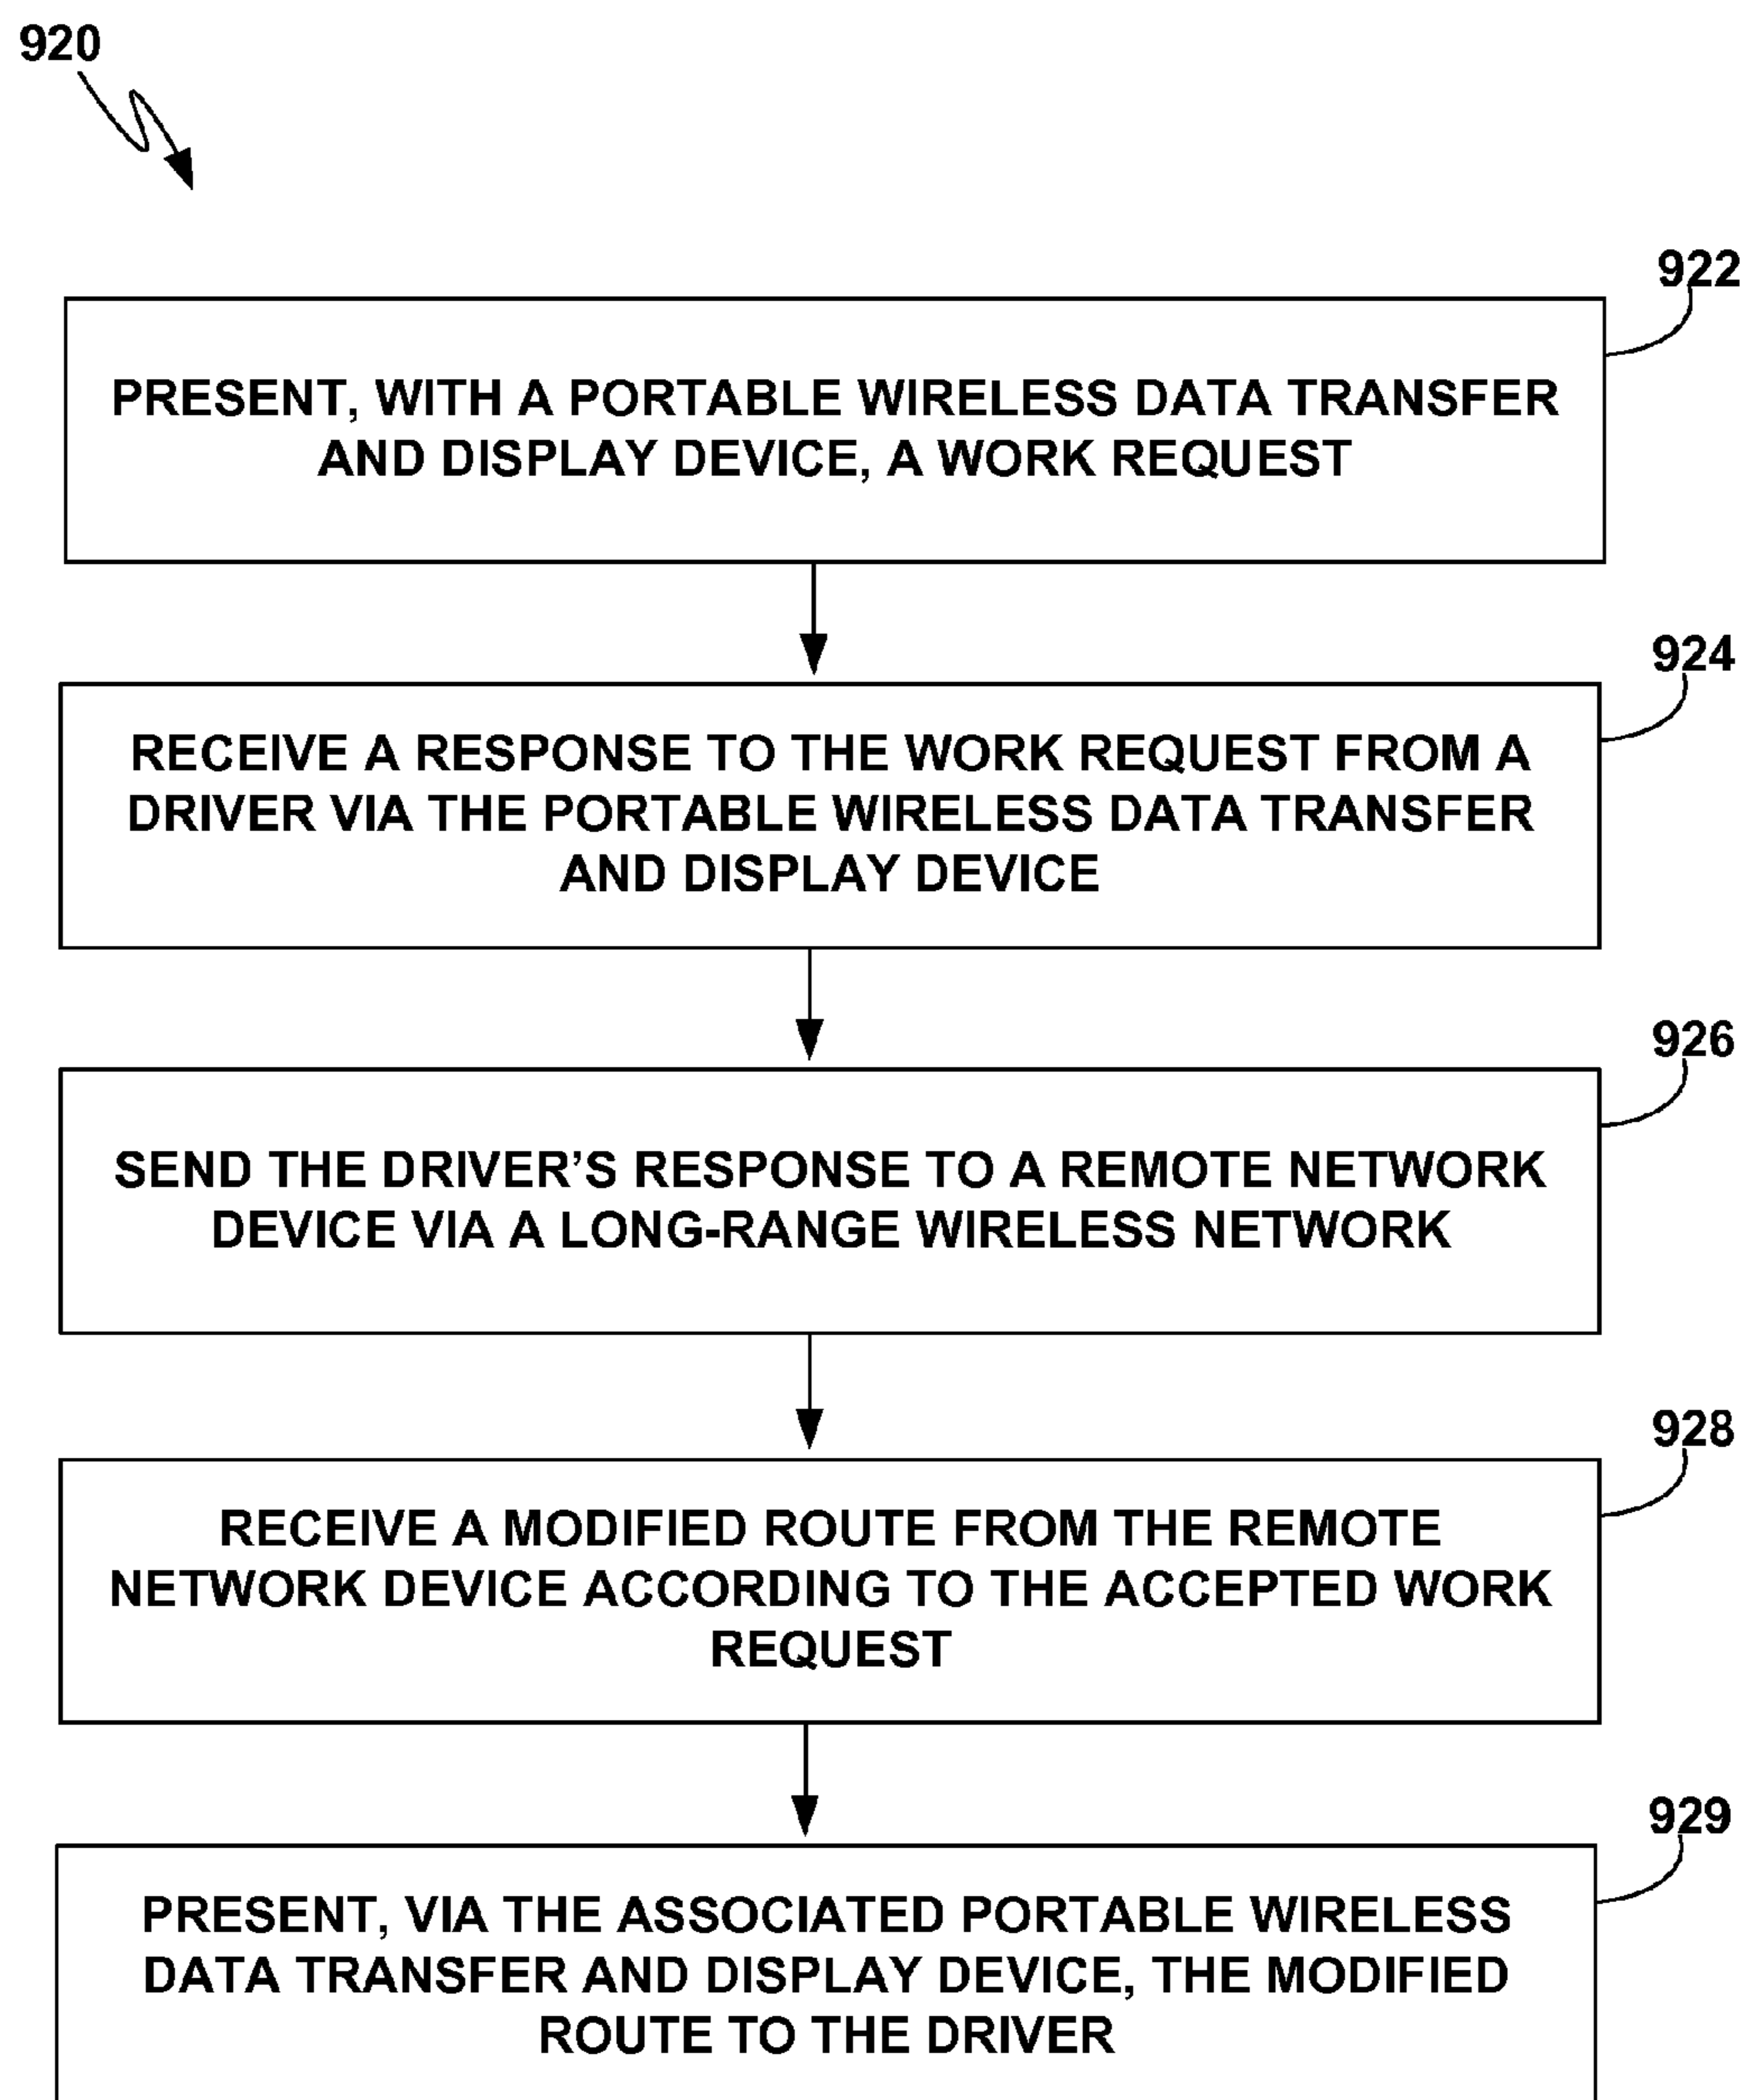 920
922
PRESENT, WITH A PORTABLE WIRELESS DATA TRANSFER
AND DISPLAY DEVICE, A WORK REQUEST
924
RECEIVE A RESPONSE TO THE WORK REQUEST FROM A
DRIVER VIA THE PORTABLE WIRELESS DATA TRANSFER
AND DISPLAY DEVICE
926
SEND THE DRIVER’S RESPONSE TO A REMOTE NETWORK
DEVICE VIA A LONG-RANGE WIRELESS NETWORK
928
RECEIVE A MODIFIED ROUTE FROM THE REMOTE
NETWORK DEVICE ACCORDING TO THE ACCEPTED WORK
REQUEST
929
PRESENT, VIA THE ASSOCIATED PORTABLE WIRELESS
DATA TRANSFER AND DISPLAY DEVICE, THE MODIFIED
ROUTE TO THE DRIVER